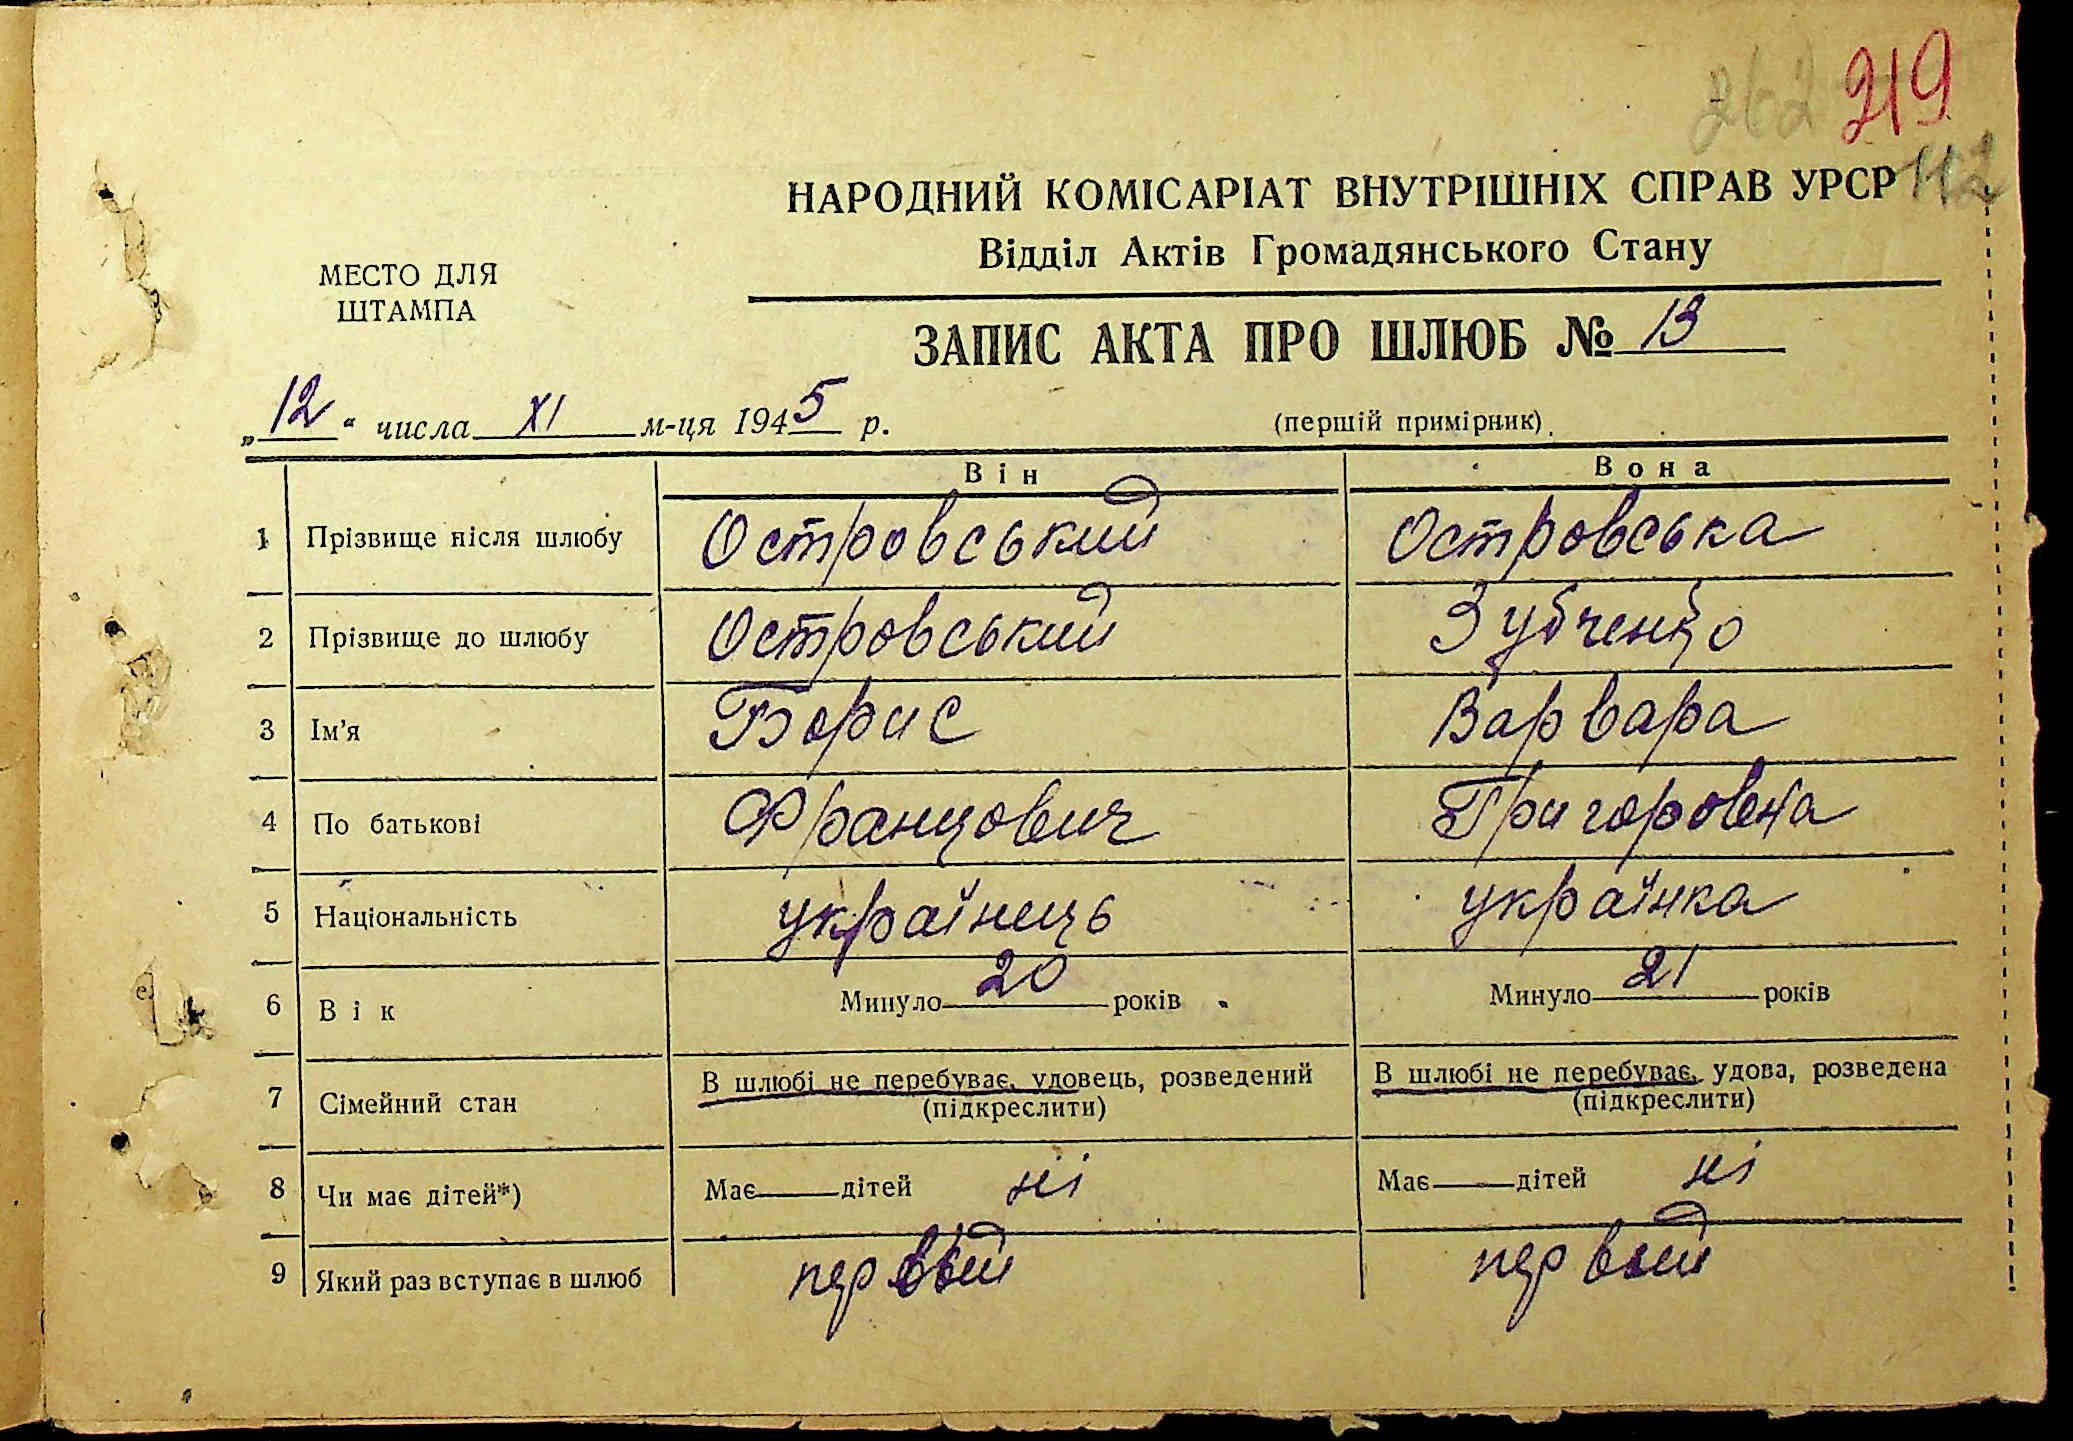 262 219
НАРОДНИЙ КОМІСАРІАТ ВНУТРІШНІХ СПРАВ УРСР 112
Відділ Актів Громадянського Стану
МЕСТО ДЛЯ
ШТАМПА
ЗАПИС АКТА ПРО ШЛЮБ № 13
„12“ числа XI м-ця 1945 р.
(першій примірник)
Він Вона
1 Прізвище після шлюбу Островський Островська
2 Прізвище до шлюбу Островський Зубченко
3 Ім'я Борис Варвара
4 По батькові Францович Григоровна
5 Національність українець українка
6 Вік Минуло 20 років Минуло 21 років
7 Сімейний стан В шлюбі не перебуває, удовець, розведений В шлюбі не перебуває, удова, розведена
(підкреслити) (підкреслити)
8 Чи має дітей*) Має дітей ні Має дітей ні
9 Який раз вступає в шлюб первый первый